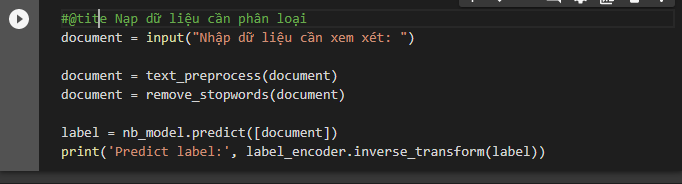 #@tite Nạp dữ liệu cần phân loại
document = input("Nhập dữ liệu cần xem xét: ")
document = text_preprocess(document)
document = remove_stopwords(document)
label = nb_model.predict([document])
print('Predict label:', label_encoder.inverse_transform(label))